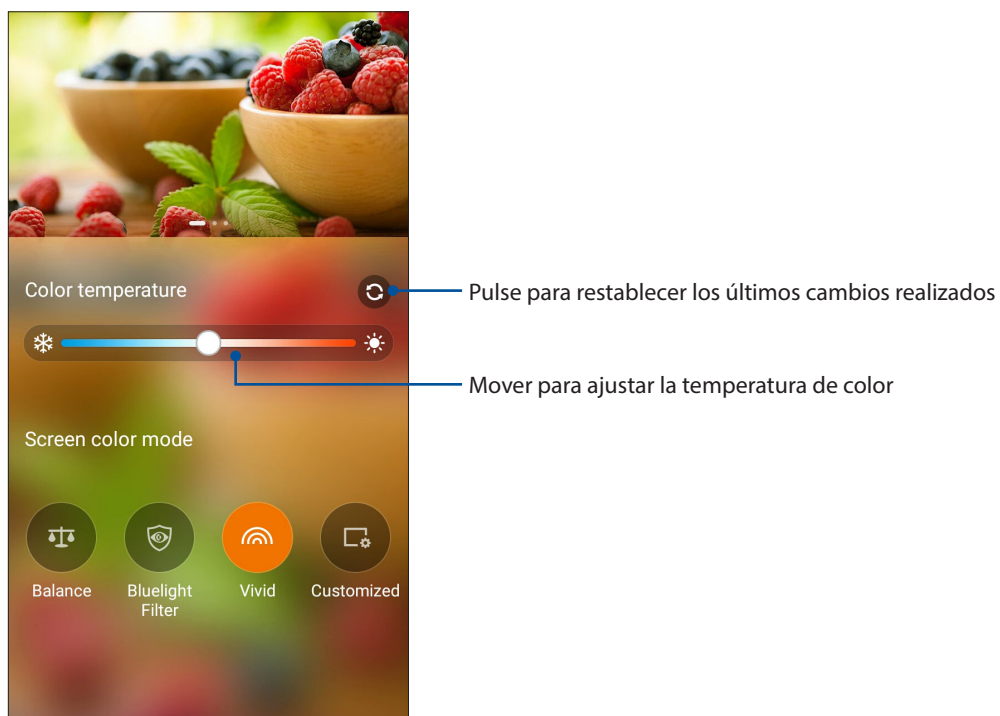 Color temperature
Pulse para restablecer los últimos cambios realizados
Mover para ajustar la temperatura de color
Screen color mode
Balance
Bluelight
Filter
Vivid
Customized